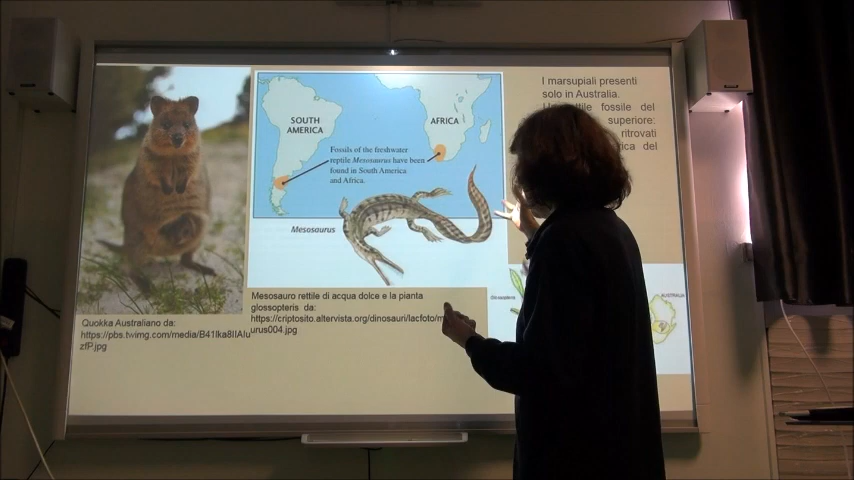 I marsupiali presenti
solo in Australia.
fossile del
superiore:
ritrovati
del
SOUTH
AMERICA
AFRICA
Fossils of the freshwater
reptile Mesosaurus have been
found in South America
and Africa.
Mesosaurus
Mesosauro rettile di acqua dolce e la pianta
glossopteris da:
https://criptosito.altervista.org/dinosauri/lacfoto/m
urus004.jpg
Quokka Australiano da:
https://pbs.twimg.com/media/B41lka8IIAIu
zfP.jpg
Glossopteris
AUSTRALIA